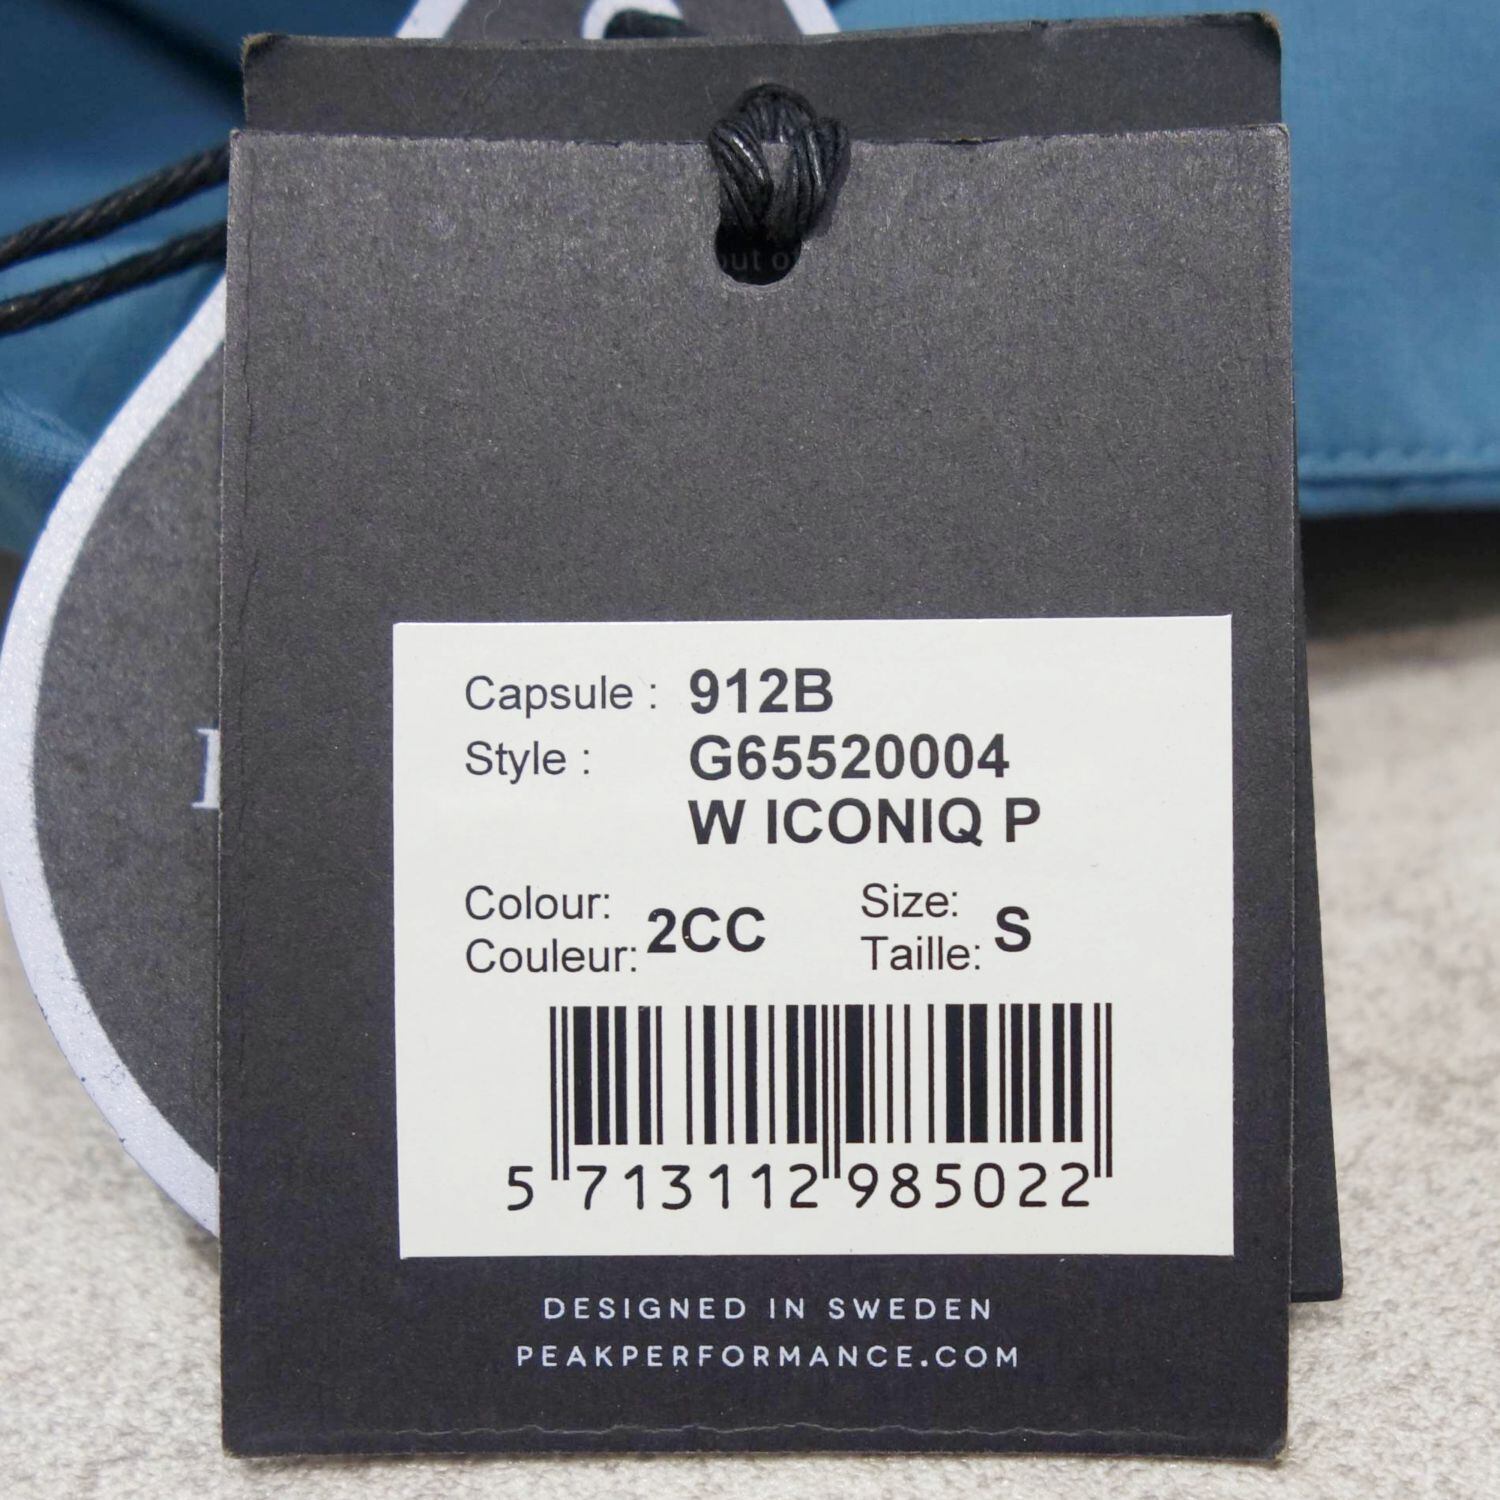 Capsule : 912B
Style : G65520004
W ICONIQ P
Colour:
Couleur: 2CC
Size:
Taille: S
5 713112 985022
DESIGNED IN SWEDEN
PEAKPERFORMANCE.COM